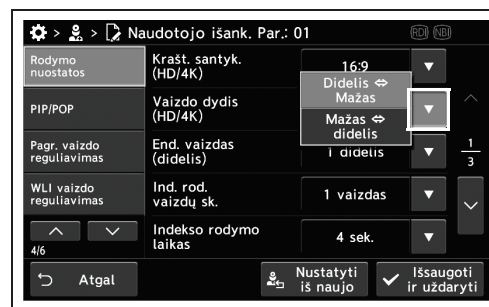 > > Naudotojo išank. Par.: 01 RDI NBI
Rodymo
nuostatos
Krašt. santyk.
(HD/4K)
16:9
PIP/POP
Vaizdo dydis
(HD/4K)
Didelis ⇔
Mažas
Mažas ⇔
didelis
Pagr. vaizdo
reguliavimas
End. vaizdas
(didelis)
1 didelis
1
3
WLI vaizdo
reguliavimas
Ind. rod.
vaizdų sk.
1 vaizdas
4/6
Indekso rodymo
laikas
4 sek.
Atgal
Nustatyti
iš naujo
Išsaugoti
ir uždaryti